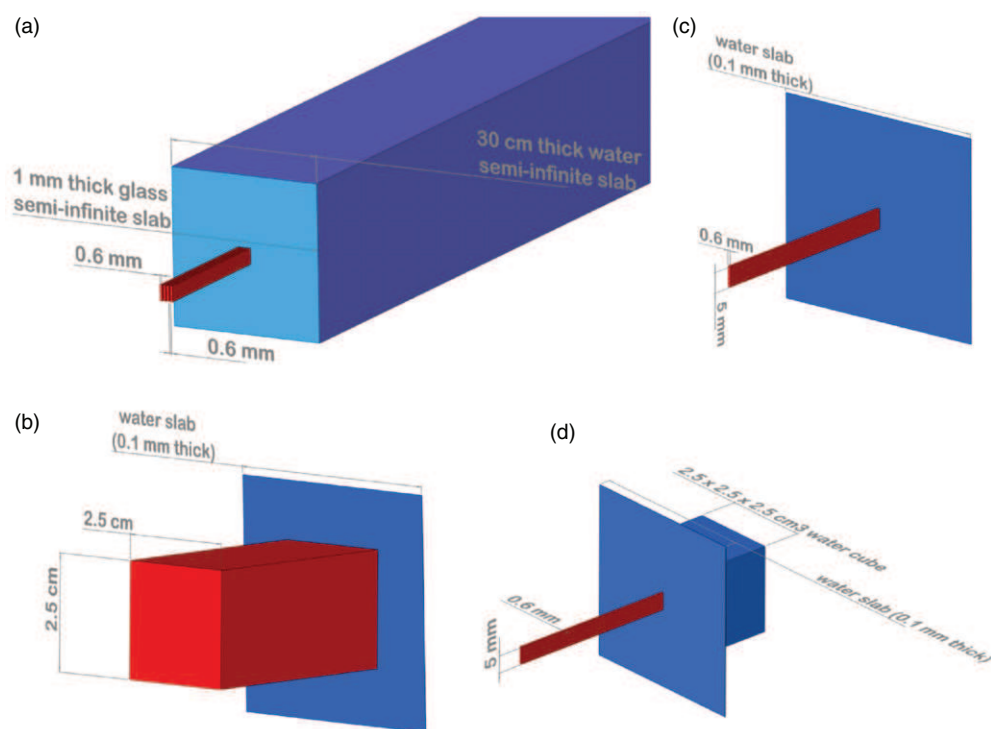 (a)
30 cm thick water
semi-infinite slab
1 mm thick glass
semi-infinite slab
0.6 mm
0.6 mm
(c)
water slab
(0.1 mm thick)
0.6 mm
5 mm
(b)
water slab
(0.1 mm thick)
2.5 cm
2.5 cm
(d)
2.5 x 2.5 x 2.5 cm3 water cube
water slab (0.1 mm thick)
0.6 mm
5 mm